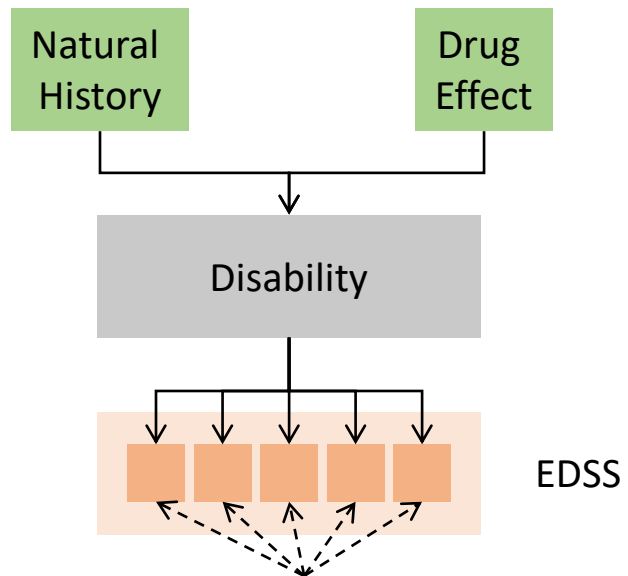 Natural
History
Drug
Effect
Disability
EDSS